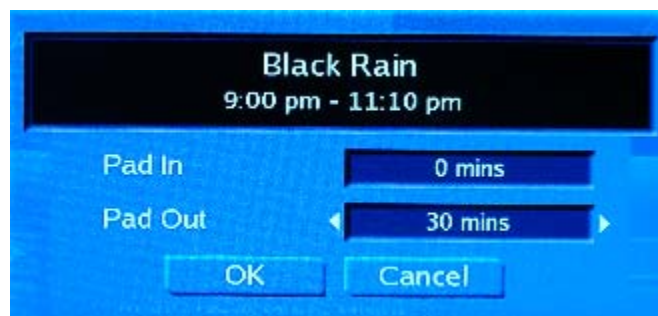 Black Rain
9:00 pm - 11:10 pm
Pad In 0 mins
Pad Out 30 mins
OK Cancel